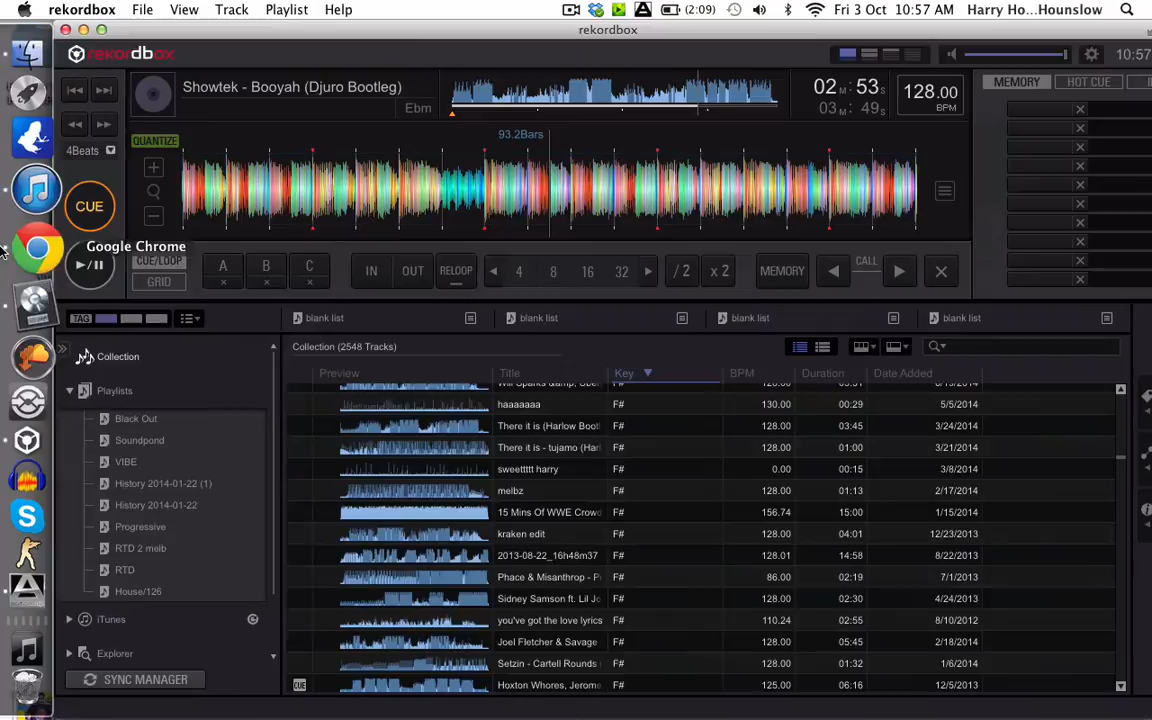 rekordbox File View Track Playlist Help (2:09) Fri 3 Oct 10:57 AM Harry Ho...Hounslow
rekordbox
rekordbox 10:57
Showtek - Booyah (Djuro Bootleg)
Ebm
02 M: 53 S
03 M: 49 S
128.00
BPM
MEMORY HOT CUE
93.2Bars
QUANTIZE
4Beats
CUE
Google Chrome
CUE/LOOP
GRID
A B C IN OUT RELOOP 4 8 16 32 / 2 x 2 MEMORY CALL
TAG
blank list blank list blank list blank list
Collection
Collection (2548 Tracks)
Preview Title Key BPM Duration Date Added
Playlists
Black Out
Soundpond
VIBE
History 2014-01-22 (1)
History 2014-01-22
Progressive
RTD 2 melb
RTD
House/126
iTunes
Explorer
SYNC MANAGER
haaaaaaa F# 130.00 00:29 5/5/2014
There it is (Harlow Boot F# 128.00 03:45 3/24/2014
There it is - tujamo (Har F# 128.00 01:00 3/21/2014
sweettttt harry F# 0.00 00:15 3/8/2014
melbz F# 128.00 01:13 2/17/2014
15 Mins Of WWE Crowd F# 156.74 15:00 1/15/2014
kraken edit F# 128.00 04:01 12/23/2013
2013-08-22_16h48m37 F# 128.01 14:58 8/22/2013
Phace & Misanthrop - P F# 86.00 02:19 7/1/2013
Sidney Samson ft. Lil Jo F# 128.00 02:30 4/24/2013
you've got the love lyrics F# 110.24 02:55 8/10/2012
Joel Fletcher & Savage F# 128.00 05:45 2/18/2014
Setzin - Cartell Rounds F# 128.00 01:32 1/6/2014
CUE Hoxton Whores, Jerome F# 125.00 06:16 12/5/2013